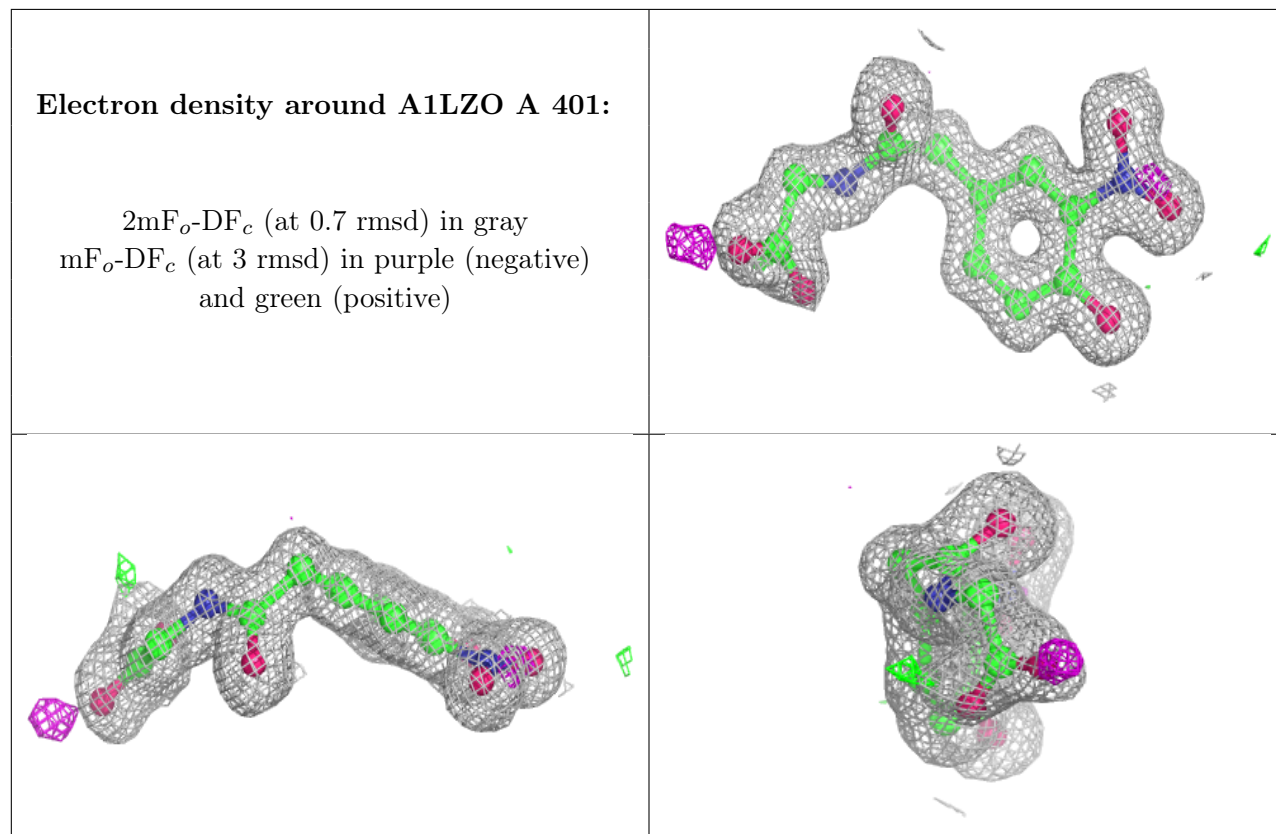 Electron density around A1LZO A 401:
2mFo-DFc (at 0.7 rmsd) in gray
mFo-DFc (at 3 rmsd) in purple (negative)
and green (positive)